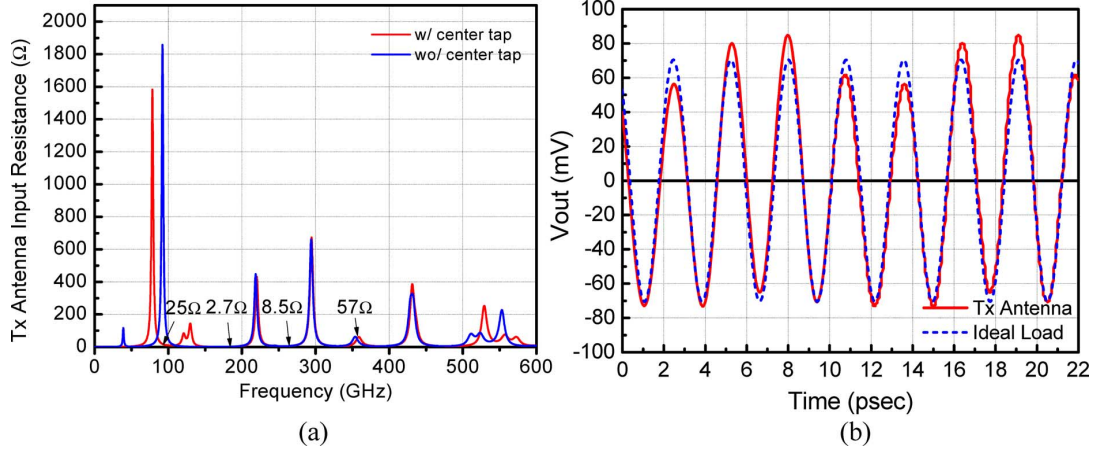 2000
1800
1600
1400
1200
1000
800
600
400
200
0
Tx Antenna Input Resistance (Ω)
w/ center tap
wo/ center tap
25Ω 2.7Ω 8.5Ω 57Ω
0 100 200 300 400 500 600
Frequency (GHz)
(a)
100
80
60
40
20
0
-20
-40
-60
-80
-100
Vout (mV)
Tx Antenna
Ideal Load
0 2 4 6 8 10 12 14 16 18 20 22
Time (psec)
(b)